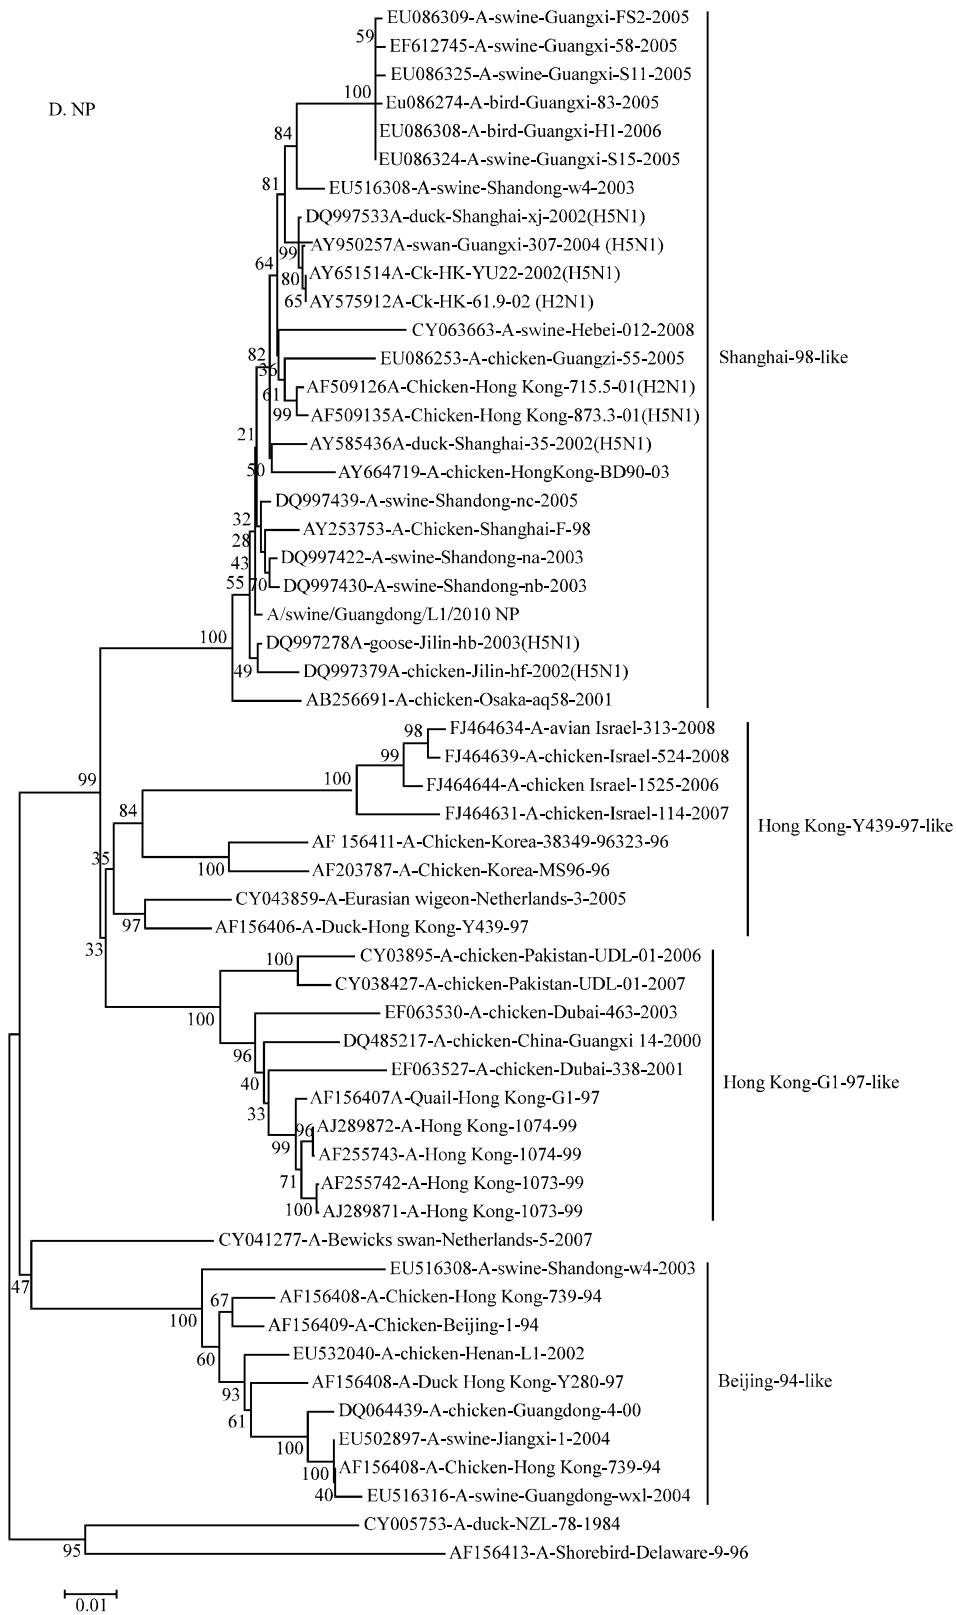 D. NP
EU086309-A-swine-Guangxi-FS2-2005
EF612745-A-swine-Guangxi-58-2005
EU086325-A-swine-Guangxi-S11-2005
Eu086274-A-bird-Guangxi-83-2005
EU086308-A-bird-Guangxi-H1-2006
EU086324-A-swine-Guangxi-S15-2005
EU516308-A-swine-Shandong-w4-2003
DQ997533A-duck-Shanghai-xj-2002(H5N1)
AY950257A-swan-Guangxi-307-2004 (H5N1)
AY651514A-Ck-HK-YU22-2002(H5N1)
AY575912A-Ck-HK-61.9-02 (H2N1)
CY063663-A-swine-Hebei-012-2008
EU086253-A-chicken-Guangzi-55-2005
AF509126A-Chicken-Hong Kong-715.5-01(H2N1)
AF509135A-Chicken-Hong Kong-873.3-01(H5N1)
AY585436A-duck-Shanghai-35-2002(H5N1)
AY664719-A-chicken-HongKong-BD90-03
DQ997439-A-swine-Shandong-nc-2005
AY253753-A-Chicken-Shanghai-F-98
DQ997422-A-swine-Shandong-na-2003
DQ997430-A-swine-Shandong-nb-2003
A/swine/Guangdong/L1/2010 NP
DQ997278A-goose-Jilin-hb-2003(H5N1)
DQ997379A-chicken-Jilin-hf-2002(H5N1)
AB256691-A-chicken-Osaka-aq58-2001
Shanghai-98-like
FJ464634-A-avian Israel-313-2008
FJ464639-A-chicken-Israel-524-2008
FJ464644-A-chicken Israel-1525-2006
FJ464631-A-chicken-Israel-114-2007
AF 156411-A-Chicken-Korea-38349-96323-96
AF203787-A-Chicken-Korea-MS96-96
CY043859-A-Eurasian wigeon-Netherlands-3-2005
AF156406-A-Duck-Hong Kong-Y439-97
Hong Kong-Y439-97-like
CY03895-A-chicken-Pakistan-UDL-01-2006
CY038427-A-chicken-Pakistan-UDL-01-2007
EF063530-A-chicken-Dubai-463-2003
DQ485217-A-chicken-China-Guangxi 14-2000
EF063527-A-chicken-Dubai-338-2001
AF156407A-Quail-Hong Kong-G1-97
AJ289872-A-Hong Kong-1074-99
AF255743-A-Hong Kong-1074-99
AF255742-A-Hong Kong-1073-99
AJ289871-A-Hong Kong-1073-99
Hong Kong-G1-97-like
CY041277-A-Bewicks swan-Netherlands-5-2007
EU516308-A-swine-Shandong-w4-2003
AF156408-A-Chicken-Hong Kong-739-94
AF156409-A-Chicken-Beijing-1-94
EU532040-A-chicken-Henan-L1-2002
AF156408-A-Duck Hong Kong-Y280-97
DQ064439-A-chicken-Guangdong-4-00
EU502897-A-swine-Jiangxi-1-2004
AF156408-A-Chicken-Hong Kong-739-94
EU516316-A-swine-Guangdong-wxl-2004
Beijing-94-like
CY005753-A-duck-NZL-78-1984
AF156413-A-Shorebird-Delaware-9-96
59
100
84
81
99
64
80
65
82
36
61
99
21
50
32
28
43
55
70
100
49
98
99
100
99
84
35
100
97
33
100
100
96
40
33
96
99
71
100
47
67
100
60
93
61
100
100
40
95
0.01